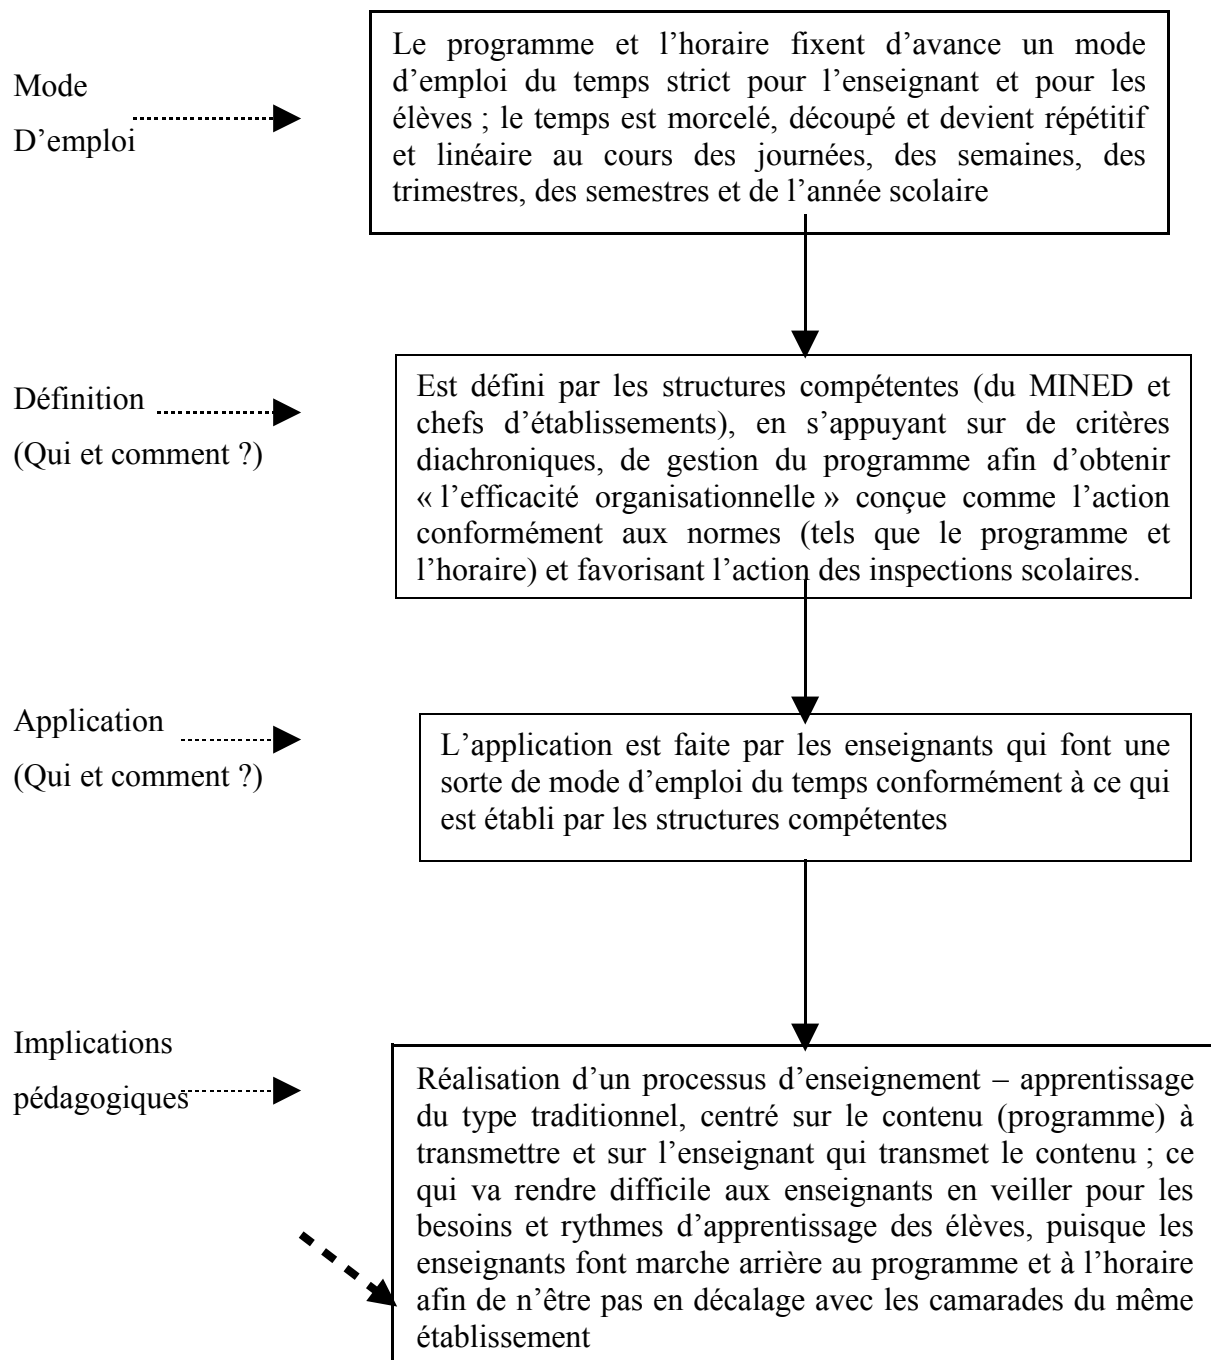 Mode
D’emploi
Le programme et l’horaire fixent d’avance un mode
d’emploi du temps strict pour l’enseignant et pour les
élèves ; le temps est morcelé, découpé et devient répétitif
et linéaire au cours des journées, des semaines, des
trimestres, des semestres et de l’année scolaire
Définition
(Qui et comment ?)
Est défini par les structures compétentes (du MINED et
chefs d’établissements), en s’appuyant sur de critères
diachroniques, de gestion du programme afin d’obtenir
« l’efficacité organisationnelle » conçue comme l’action
conformément aux normes (tels que le programme et
l’horaire) et favorisant l’action des inspections scolaires.
Application
(Qui et comment ?)
L’application est faite par les enseignants qui font une
sorte de mode d’emploi du temps conformément à ce qui
est établi par les structures compétentes
Implications
pédagogiques
Réalisation d’un processus d’enseignement – apprentissage
du type traditionnel, centré sur le contenu (programme) à
transmettre et sur l’enseignant qui transmet le contenu ; ce
qui va rendre difficile aux enseignants en veiller pour les
besoins et rythmes d’apprentissage des élèves, puisque les
enseignants font marche arrière au programme et à l’horaire
afin de n’être pas en décalage avec les camarades du même
établissement